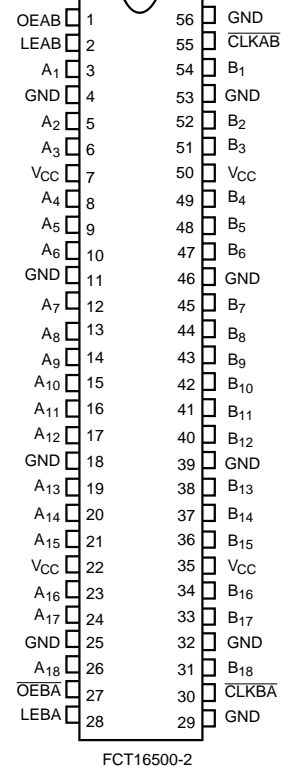 OEAB 1 56 GND
LEAB 2 55 CLKAB
A1 3 54 B1
GND 4 53 GND
A2 5 52 B2
A3 6 51 B3
VCC 7 50 VCC
A4 8 49 B4
A5 9 48 B5
A6 10 47 B6
GND 11 46 GND
A7 12 45 B7
A8 13 44 B8
A9 14 43 B9
A10 15 42 B10
A11 16 41 B11
A12 17 40 B12
GND 18 39 GND
A13 19 38 B13
A14 20 37 B14
A15 21 36 B15
VCC 22 35 VCC
A16 23 34 B16
A17 24 33 B17
GND 25 32 GND
A18 26 31 B18
OEBA 27 30 CLKBA
LEBA 28 29 GND
FCT16500-2